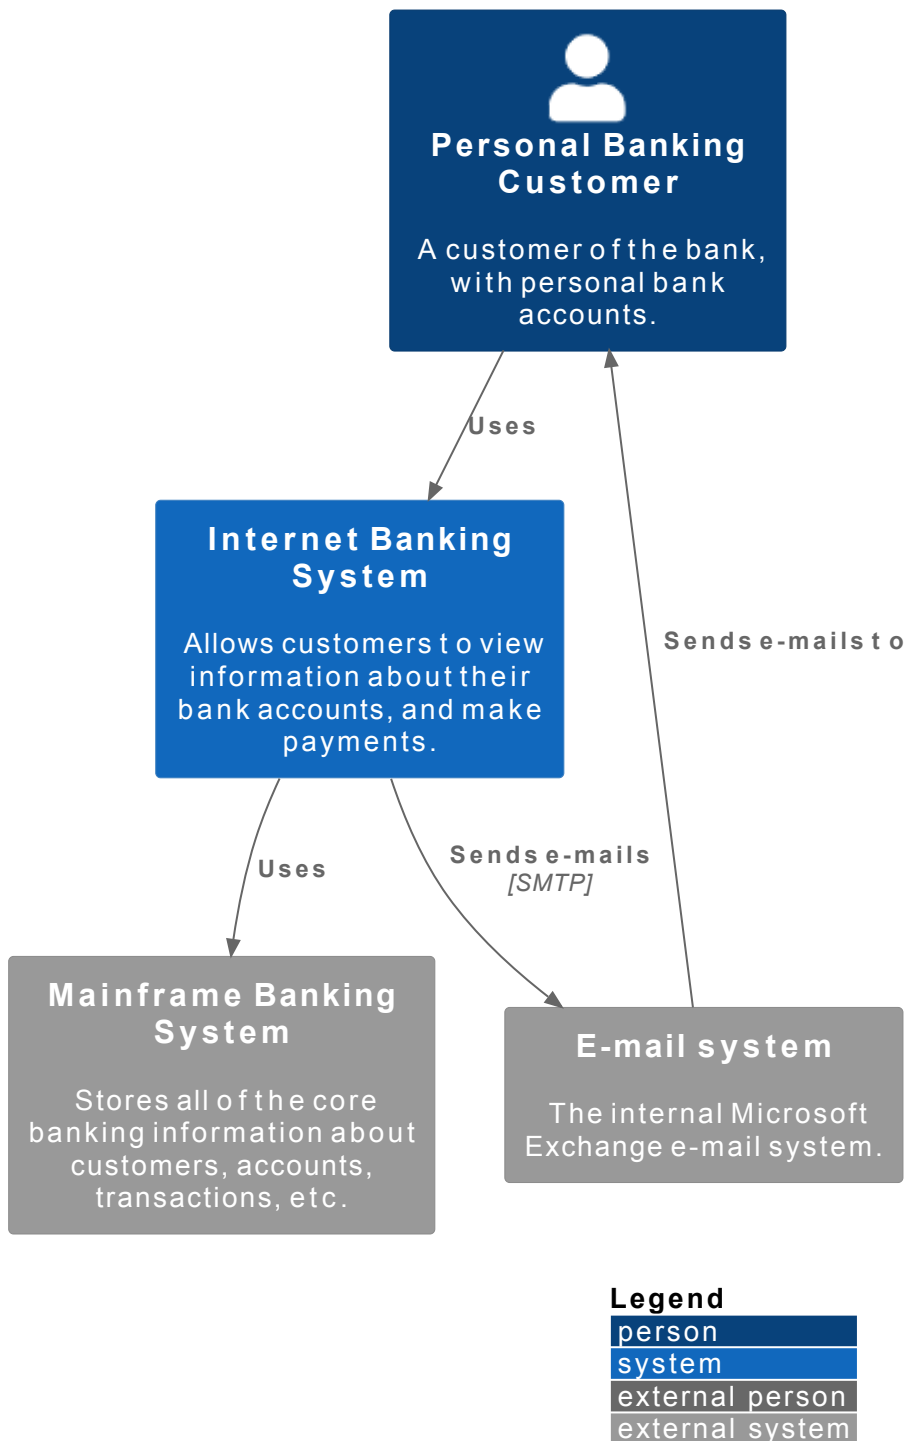 Personal Banking
Customer
A customer of the bank,
with personal bank
accounts.
Uses
Internet Banking
System
Allows customers to view
information about their
bank accounts, and make
payments.
Sends e-mails to
Uses
Sends e-mails
[SMTP]
Mainframe Banking
System
Stores all of the core
banking information about
customers, accounts,
transactions, etc.
E-mail system
The internal Microsoft
Exchange e-mail system.
Legend
person
system
external person
external system